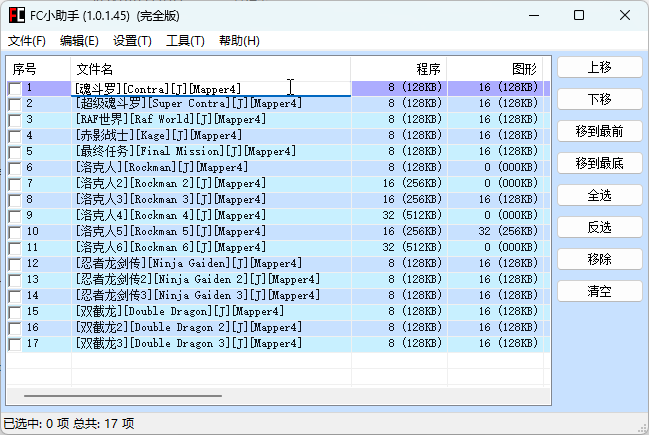 FC小助手 (1.0.1.45) (完全版)
文件(F) 编辑(E) 设置(T) 工具(T) 帮助(H)
序号 文件名 程序 图形
1 [魂斗罗][Contra][J][Mapper4] 8 (128KB) 16 (128KB)
2 [超级魂斗罗][Super Contra][J][Mapper4] 8 (128KB) 16 (128KB)
3 [RAF世界][Raf World][J][Mapper4] 8 (128KB) 16 (128KB)
4 [赤影战士][Kage][J][Mapper4] 8 (128KB) 16 (128KB)
5 [最终任务][Final Mission][J][Mapper4] 8 (128KB) 16 (128KB)
6 [洛克人][Rockman][J][Mapper4] 8 (128KB) 0 (000KB)
7 [洛克人2][Rockman 2][J][Mapper4] 16 (256KB) 0 (000KB)
8 [洛克人3][Rockman 3][J][Mapper4] 16 (256KB) 16 (128KB)
9 [洛克人4][Rockman 4][J][Mapper4] 32 (512KB) 0 (000KB)
10 [洛克人5][Rockman 5][J][Mapper4] 16 (256KB) 32 (256KB)
11 [洛克人6][Rockman 6][J][Mapper4] 32 (512KB) 0 (000KB)
12 [忍者龙剑传][Ninja Gaiden][J][Mapper4] 8 (128KB) 16 (128KB)
13 [忍者龙剑传2][Ninja Gaiden 2][J][Mapper4] 8 (128KB) 16 (128KB)
14 [忍者龙剑传3][Ninja Gaiden 3][J][Mapper4] 8 (128KB) 16 (128KB)
15 [双截龙][Double Dragon][J][Mapper4] 8 (128KB) 16 (128KB)
16 [双截龙2][Double Dragon 2][J][Mapper4] 8 (128KB) 16 (128KB)
17 [双截龙3][Double Dragon 3][J][Mapper4] 8 (128KB) 16 (128KB)
上移
下移
移到最前
移到最底
全选
反选
移除
清空
已选中: 0 项 总共: 17 项